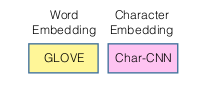 Word Embedding
Character Embedding
GLOVE
Char-CNN